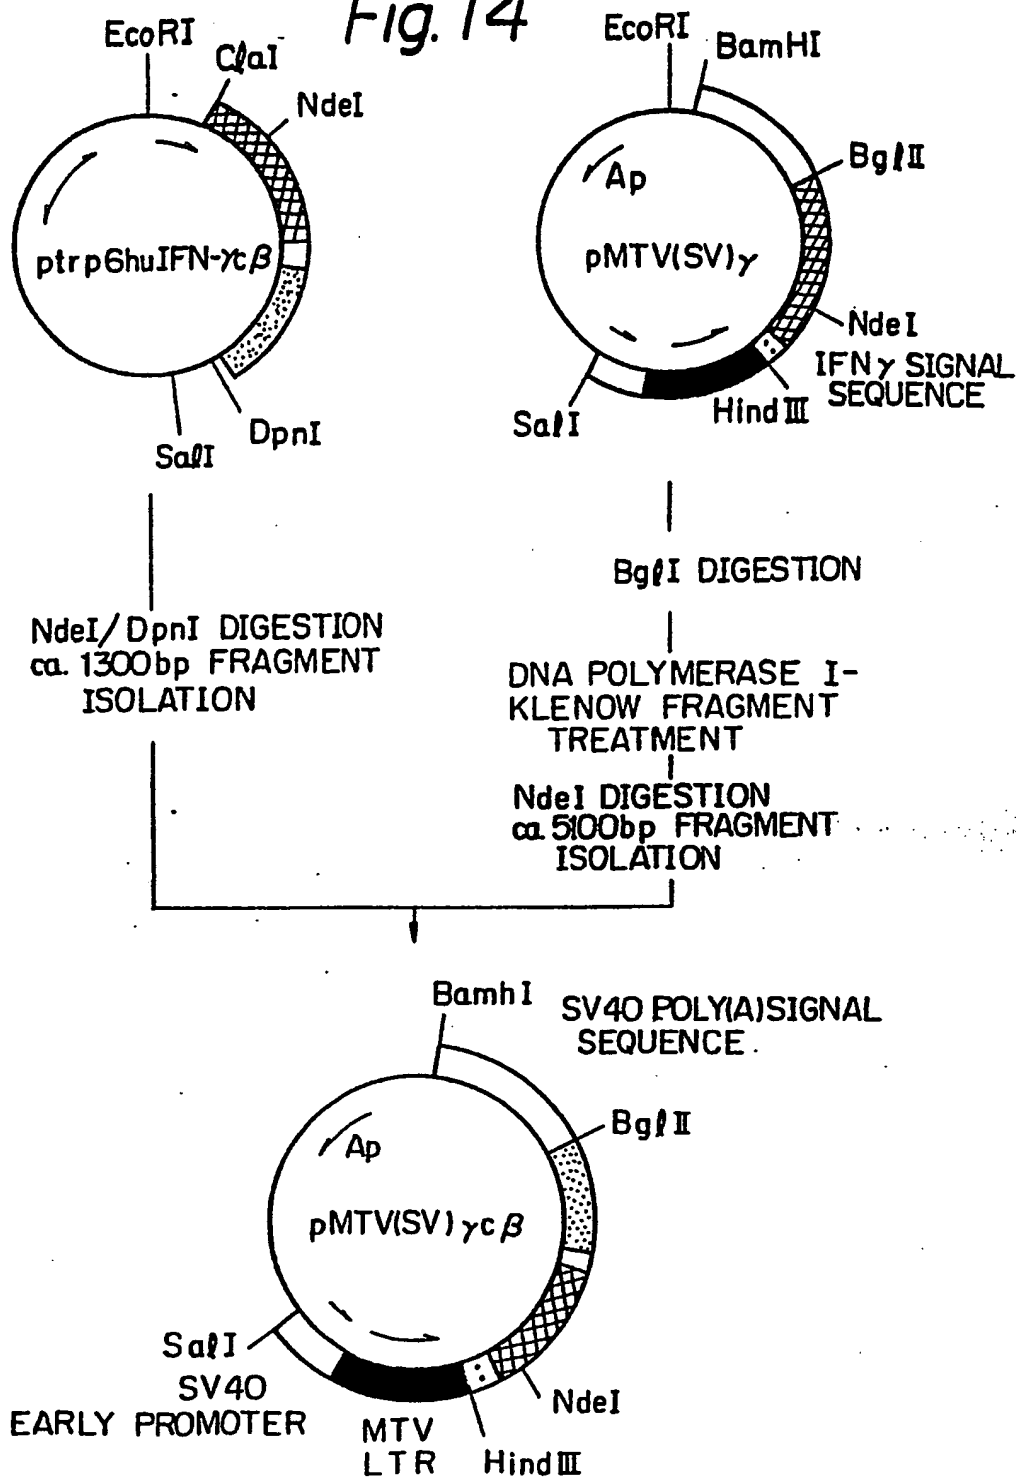 Fig. 14
EcoRI
ClaI
NdeI
ptrp6huIFN-γcβ
DpnI
SalI
EcoRI
BamHI
BglII
Ap
pMTV(SV)γ
NdeI
IFNγ SIGNAL
SEQUENCE
HindIII
SalI
NdeI/DpnI DIGESTION
ca. 1300bp FRAGMENT
ISOLATION
BglI DIGESTION
DNA POLYMERASE I-
KLENOW FRAGMENT
TREATMENT
NdeI DIGESTION
ca. 5100bp FRAGMENT
ISOLATION
BamhI
SV40 POLY(A)SIGNAL
SEQUENCE.
BglII
Ap
pMTV(SV)γcβ
SalI
SV40
EARLY PROMOTER
MTV
LTR
HindIII
NdeI